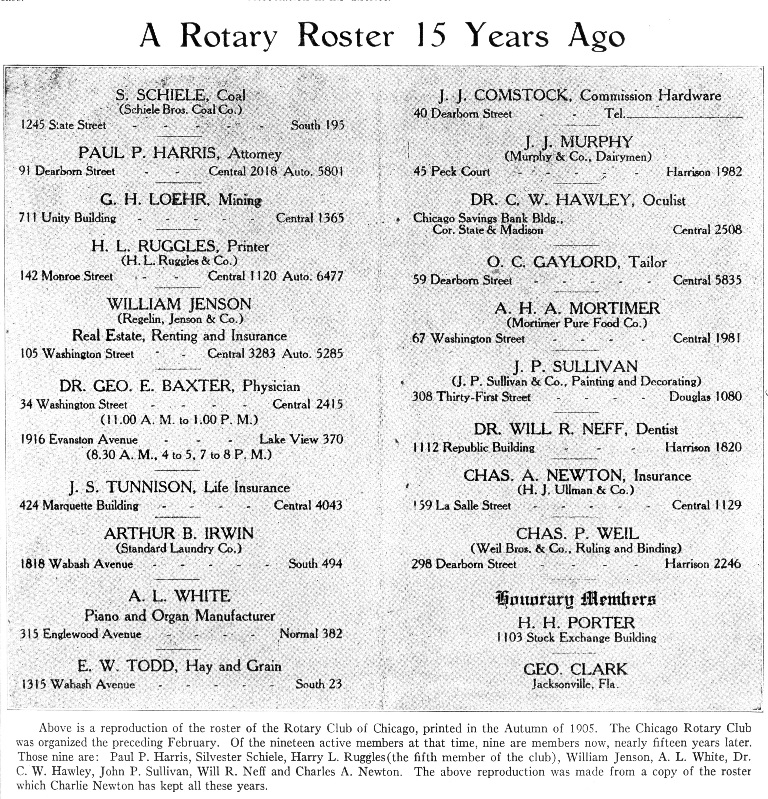 A Rotary Roster 15 Years Ago
S. SCHIELE, Coal
(Schiele Bros. Coal Co.)
1245 State Street - - - - - South 195
PAUL P. HARRIS, Attorney
91 Dearborn Street - - Central 2018 Auto. 5801
G. H. LOEHR, Mining
711 Unity Building - - - - - Central 1365
H. L. RUGGLES, Printer
(H. L. Ruggles & Co.)
142 Monroe Street - - Central 1120 Auto. 6477
WILLIAM JENSON
(Regelin, Jenson & Co.)
Real Estate, Renting and Insurance
105 Washington Street - - Central 3283 Auto. 5285
DR. GEO. E. BAXTER, Physician
34 Washington Street - - - - Central 2415
(11.00 A. M. to 1.00 P. M.)
1916 Evanston Avenue - - - Lake View 370
(8.30 A. M., 4 to 5, 7 to 8 P. M.)
J. S. TUNNISON, Life Insurance
424 Marquette Building - - - - Central 4043
ARTHUR B. IRWIN
(Standard Laundry Co.)
1818 Wabash Avenue - - - - - South 494
A. L. WHITE
Piano and Organ Manufacturer
315 Englewood Avenue - - - - Normal 382
E. W. TODD, Hay and Grain
1315 Wabash Avenue - - - - - South 23
J. J. COMSTOCK, Commission Hardware
40 Dearborn Street - - Tel.
J. J. MURPHY
(Murphy & Co., Dairymen)
45 Peck Court - - - - - - Harrison 1982
DR. C. W. HAWLEY, Oculist
Chicago Savings Bank Bldg.,
Cor. State & Madison Central 2508
O. C. GAYLORD, Tailor
59 Dearborn Street - - - - - Central 5835
A. H. A. MORTIMER
(Mortimer Pure Food Co.)
67 Washington Street - - - - Central 1981
J. P. SULLIVAN
(J. P. Sullivan & Co., Painting and Decorating)
308 Thirty-First Street - - - - Douglas 1080
DR. WILL R. NEFF, Dentist
1112 Republic Building - - - - Harrison 1820
CHAS. A. NEWTON, Insurance
(H. J. Ullman & Co.)
159 La Salle Street - - - - - Central 1129
CHAS. P. WEIL
(Weil Bros. & Co., Ruling and Binding)
298 Dearborn Street - - - - Harrison 2246
Honorary Members
H. H. PORTER
1103 Stock Exchange Building
GEO. CLARK
Jacksonville, Fla.
Above is a reproduction of the roster of the Rotary Club of Chicago, printed in the Autumn of 1905. The Chicago Rotary Club
was organized the preceding February. Of the nineteen active members at that time, nine are members now, nearly fifteen years later.
Those nine are: Paul P. Harris, Silvester Schiele, Harry L. Ruggles(the fifth member of the club), William Jenson, A. L. White, Dr.
C. W. Hawley, John P. Sullivan, Will R. Neff and Charles A. Newton. The above reproduction was made from a copy of the roster
which Charlie Newton has kept all these years.